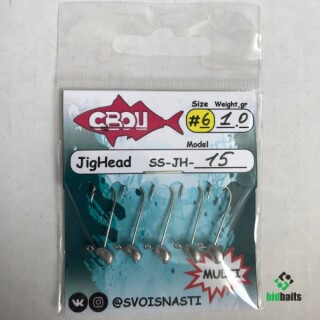 СВОИ
Size Weight,gr
#6 1.0
Model
JigHead SS-JH- 15
MULTI
@SVOISNASTI
bidbaits